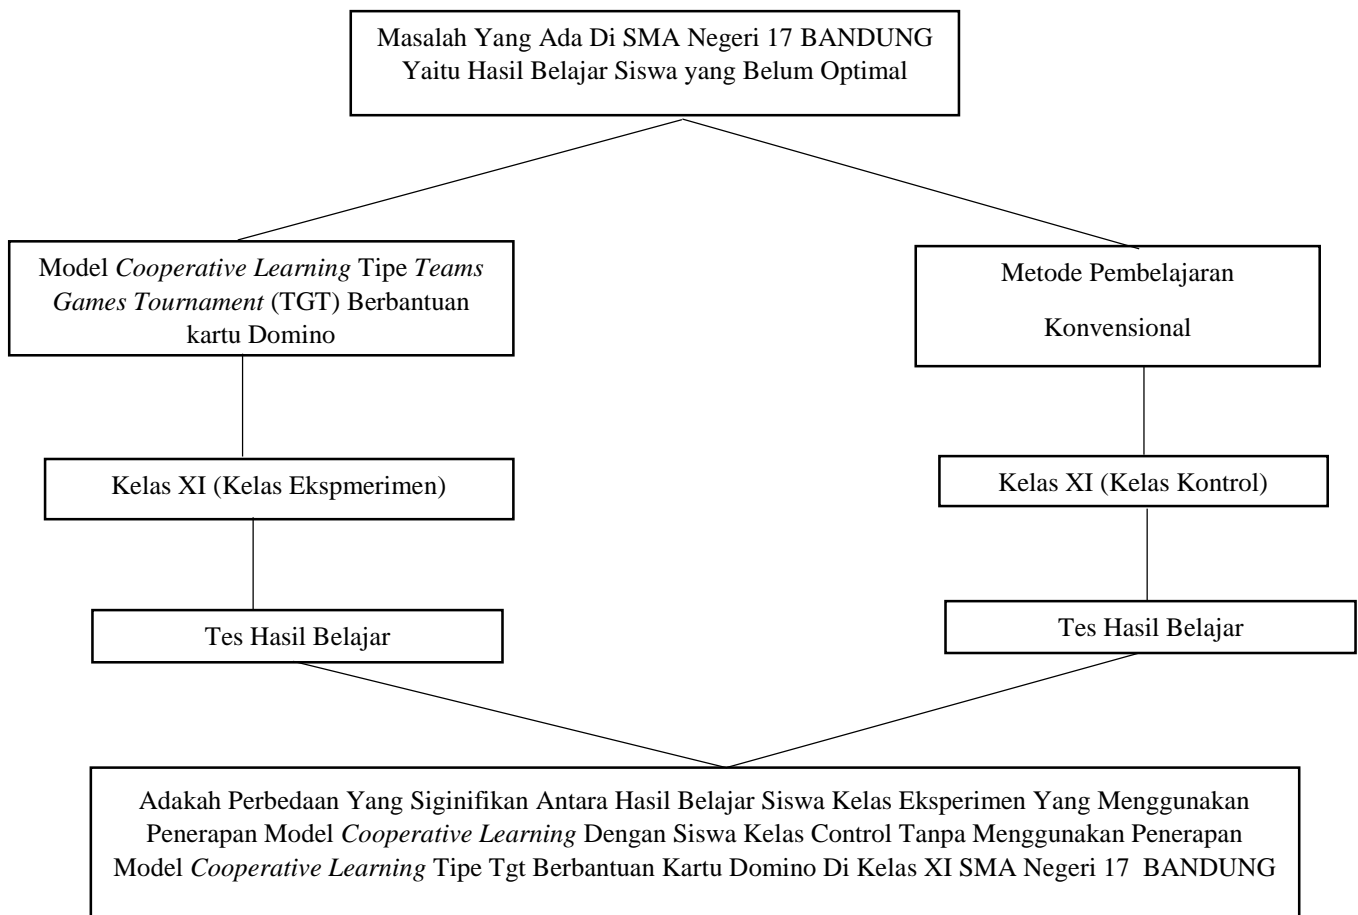 Masalah Yang Ada Di SMA Negeri 17 BANDUNG
Yaitu Hasil Belajar Siswa yang Belum Optimal
Model Cooperative Learning Tipe Teams
Games Tournament (TGT) Berbantuan
kartu Domino
Metode Pembelajaran
Konvensional
Kelas XI (Kelas Ekspmerimen)
Kelas XI (Kelas Kontrol)
Tes Hasil Belajar
Tes Hasil Belajar
Adakah Perbedaan Yang Siginifikan Antara Hasil Belajar Siswa Kelas Eksperimen Yang Menggunakan
Penerapan Model Cooperative Learning Dengan Siswa Kelas Control Tanpa Menggunakan Penerapan
Model Cooperative Learning Tipe Tgt Berbantuan Kartu Domino Di Kelas XI SMA Negeri 17 BANDUNG